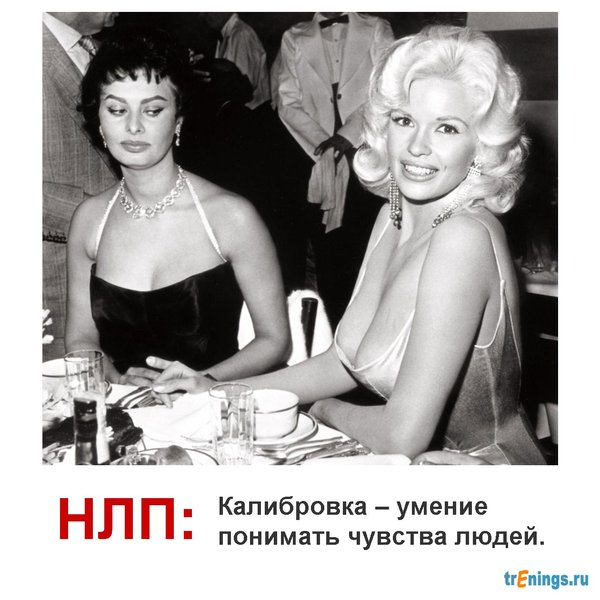 НЛП:
Калибровка – умение
понимать чувства людей.
trEnings.ru